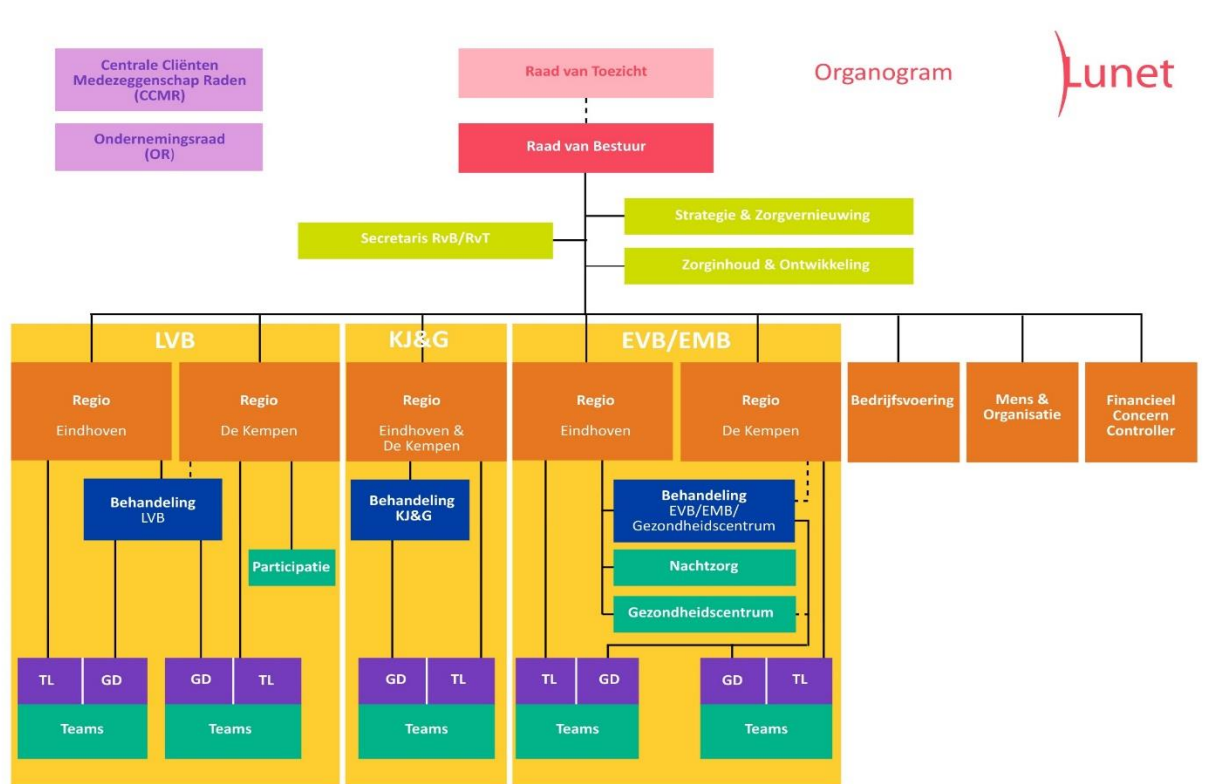 Centrale Cliënten
Medezeggenschap Raden
(CCMR)
Ondernemingsraad
(OR)
Raad van Toezicht
Raad van Bestuur
Organogram
Lunet
Strategie & Zorgvernieuwing
Secretaris RvB/RvT
Zorginhoud & Ontwikkeling
LVB
KJ&G
EVB/EMB
Regio
Eindhoven
Regio
De Kempen
Regio
Eindhoven &
De Kempen
Regio
Eindhoven
Regio
De Kempen
Bedrijfsvoering
Mens &
Organisatie
Financieel
Concern
Controller
Behandeling
LVB
Behandeling
KJ&G
Behandeling
EVB/EMB/
Gezondheidscentrum
Participatie
Nachtzorg
Gezondheidscentrum
TL GD
Teams
GD TL
Teams
GD TL
Teams
TL GD
Teams
GD TL
Teams